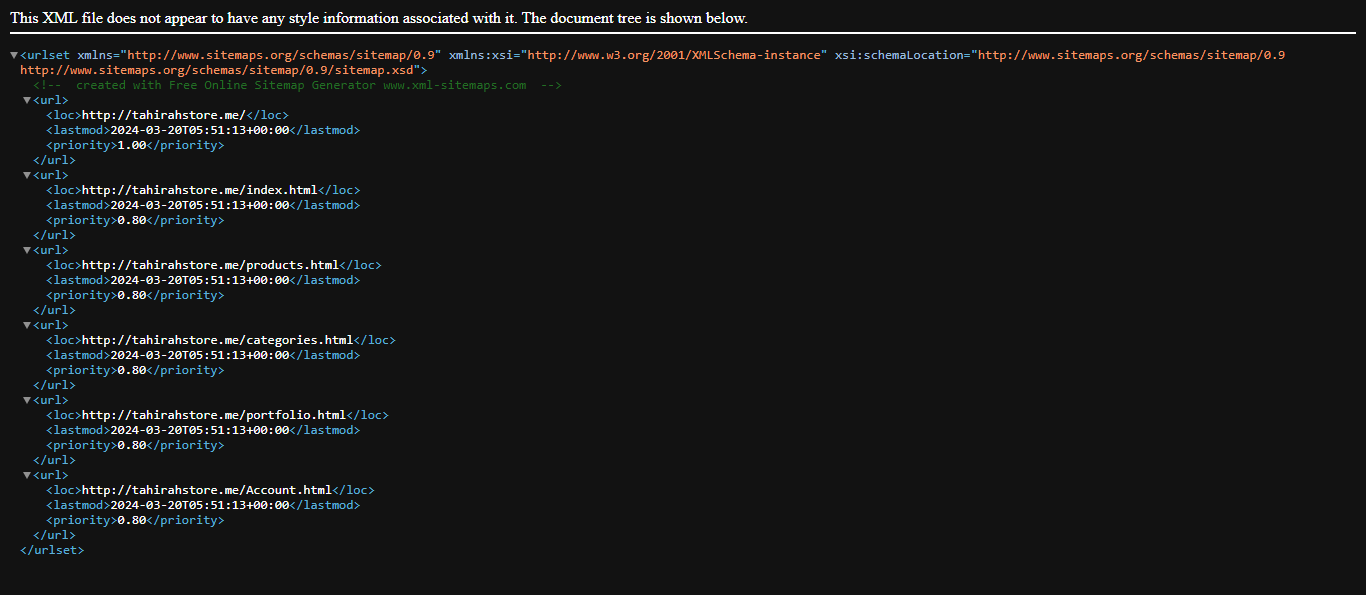 This XML file does not appear to have any style information associated with it. The document tree is shown below.
▼<urlset xmlns="http://www.sitemaps.org/schemas/sitemap/0.9" xmlns:xsi="http://www.w3.org/2001/XMLSchema-instance" xsi:schemaLocation="http://www.sitemaps.org/schemas/sitemap/0.9
http://www.sitemaps.org/schemas/sitemap/0.9/sitemap.xsd">
<!--  created with Free Online Sitemap Generator www.xml-sitemaps.com  -->
▼<url>
<loc>http://tahirahstore.me/</loc>
<lastmod>2024-03-20T05:51:13+00:00</lastmod>
<priority>1.00</priority>
</url>
▼<url>
<loc>http://tahirahstore.me/index.html</loc>
<lastmod>2024-03-20T05:51:13+00:00</lastmod>
<priority>0.80</priority>
</url>
▼<url>
<loc>http://tahirahstore.me/products.html</loc>
<lastmod>2024-03-20T05:51:13+00:00</lastmod>
<priority>0.80</priority>
</url>
▼<url>
<loc>http://tahirahstore.me/categories.html</loc>
<lastmod>2024-03-20T05:51:13+00:00</lastmod>
<priority>0.80</priority>
</url>
▼<url>
<loc>http://tahirahstore.me/portfolio.html</loc>
<lastmod>2024-03-20T05:51:13+00:00</lastmod>
<priority>0.80</priority>
</url>
▼<url>
<loc>http://tahirahstore.me/Account.html</loc>
<lastmod>2024-03-20T05:51:13+00:00</lastmod>
<priority>0.80</priority>
</url>
</urlset>